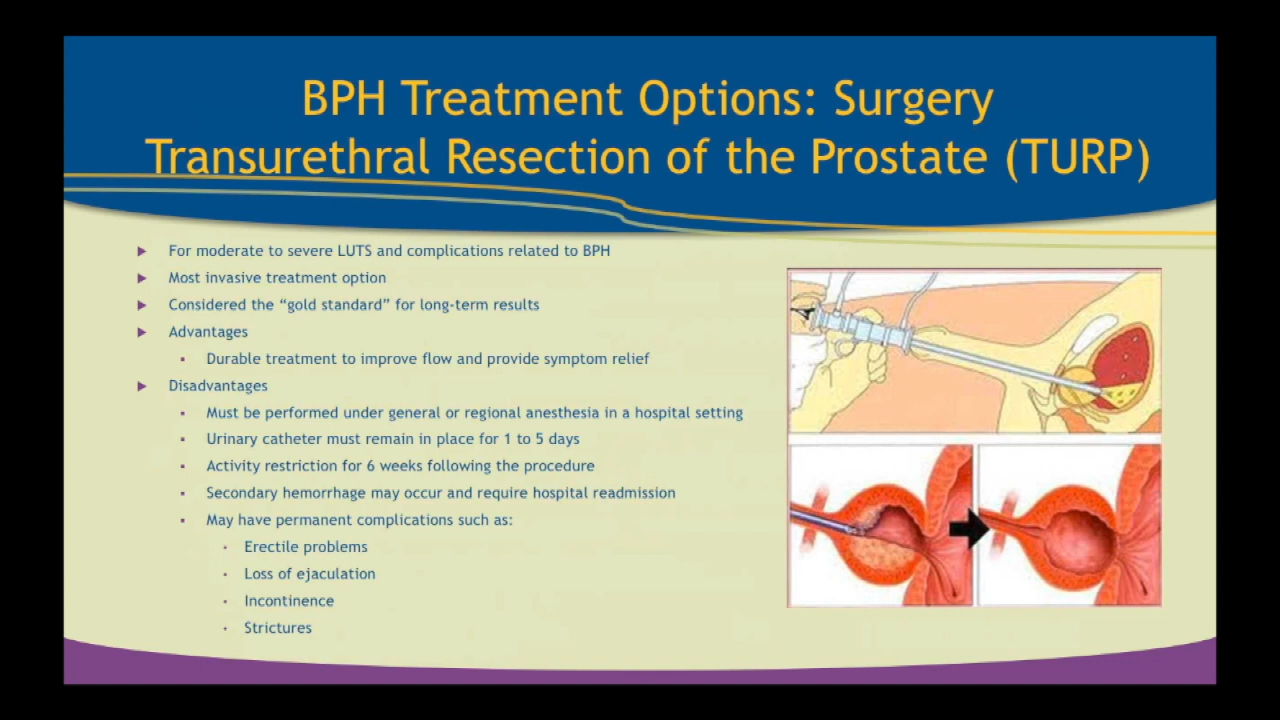 BPH Treatment Options: Surgery
Transurethral Resection of the Prostate (TURP)
For moderate to severe LUTS and complications related to BPH
Most invasive treatment option
Considered the “gold standard” for long-term results
Advantages
Durable treatment to improve flow and provide symptom relief
Disadvantages
Must be performed under general or regional anesthesia in a hospital setting
Urinary catheter must remain in place for 1 to 5 days
Activity restriction for 6 weeks following the procedure
Secondary hemorrhage may occur and require hospital readmission
May have permanent complications such as:
Erectile problems
Loss of ejaculation
Incontinence
Strictures